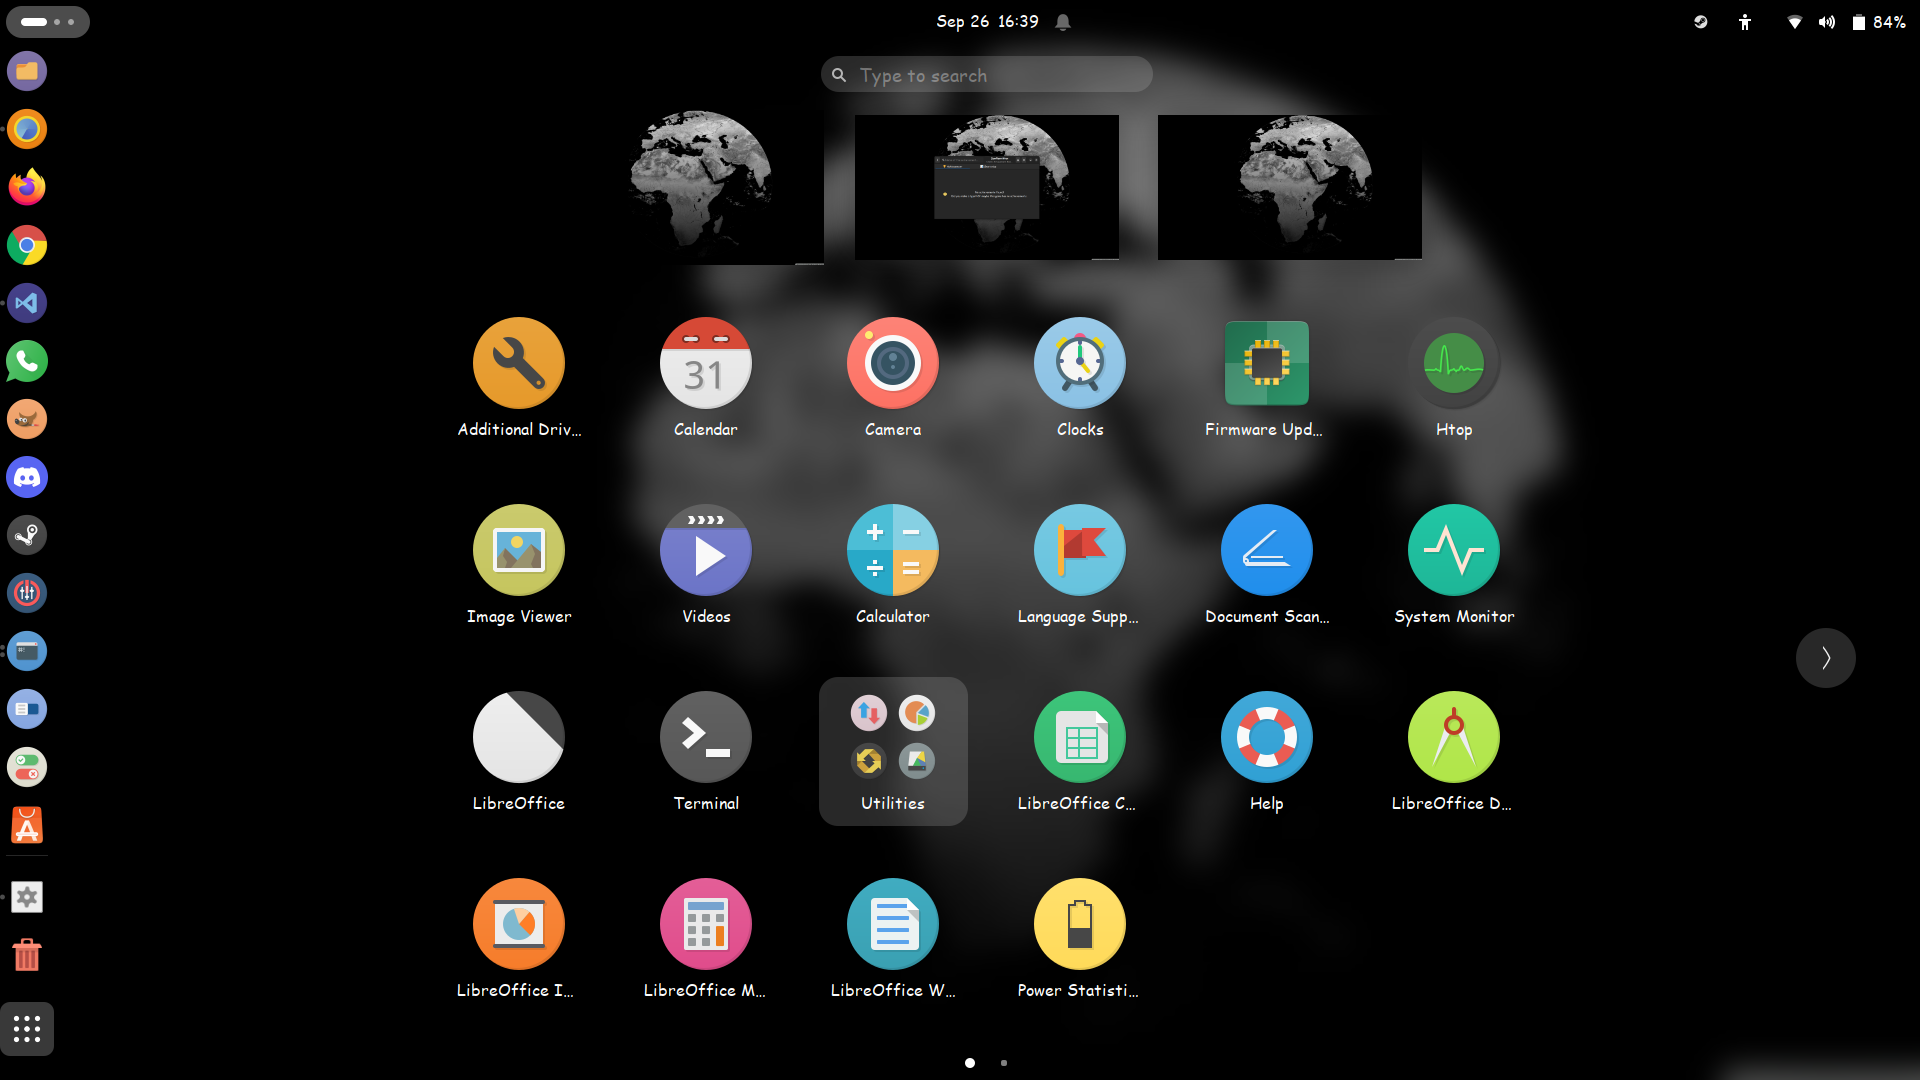 Sep 26 16:39
84%
Type to search
Additional Driv...
Calendar
Camera
Clocks
Firmware Upd...
Htop
31
Image Viewer
Videos
Calculator
Language Supp...
Document Scan...
System Monitor
LibreOffice
Terminal
Utilities
LibreOffice C...
Help
LibreOffice D...
LibreOffice I...
LibreOffice M...
LibreOffice W...
Power Statisti...